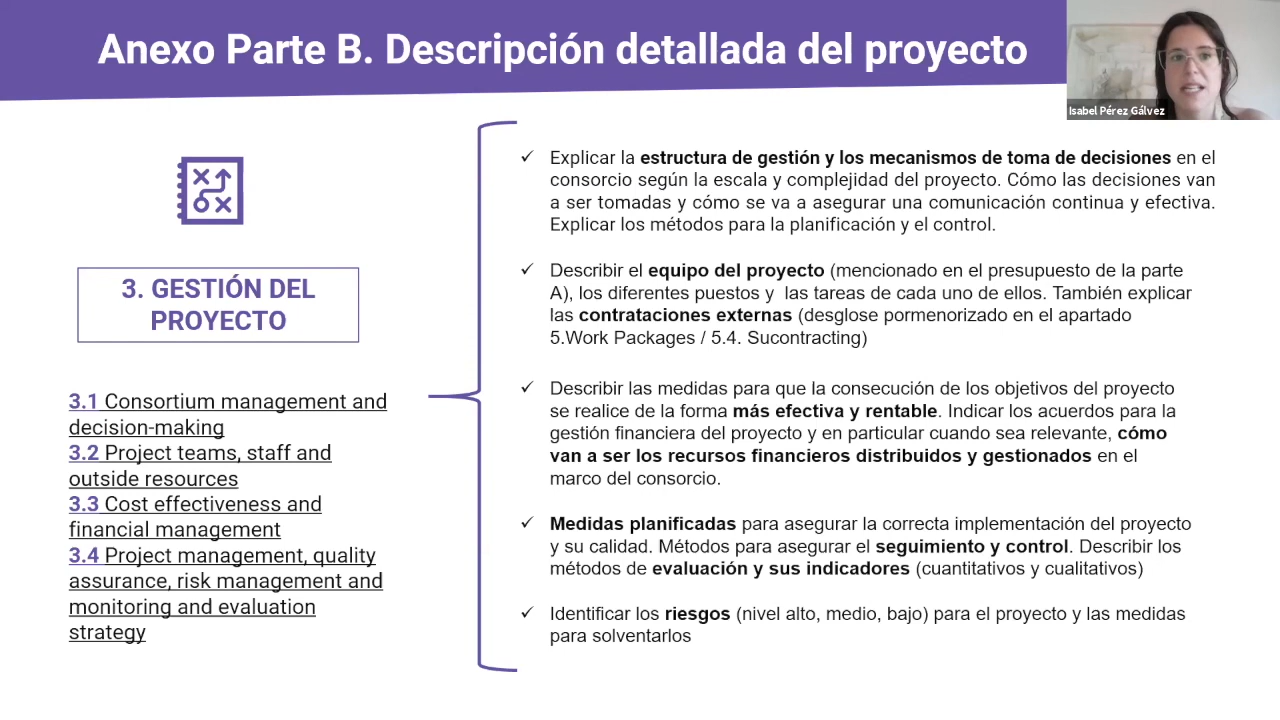 Anexo Parte B. Descripción detallada del proyecto
Isabel Pérez Gálvez
3. GESTIÓN DEL
PROYECTO
3.1 Consortium management and
decision-making
3.2 Project teams, staff and
outside resources
3.3 Cost effectiveness and
financial management
3.4 Project management, quality
assurance, risk management and
monitoring and evaluation
strategy
✓ Explicar la estructura de gestión y los mecanismos de toma de decisiones en el
consorcio según la escala y complejidad del proyecto. Cómo las decisiones van
a ser tomadas y cómo se va a asegurar una comunicación continua y efectiva.
Explicar los métodos para la planificación y el control.
✓ Describir el equipo del proyecto (mencionado en el presupuesto de la parte
A), los diferentes puestos y las tareas de cada uno de ellos. También explicar
las contrataciones externas (desglose pormenorizado en el apartado
5.Work Packages / 5.4. Sucontracting)
✓ Describir las medidas para que la consecución de los objetivos del proyecto
se realice de la forma más efectiva y rentable. Indicar los acuerdos para la
gestión financiera del proyecto y en particular cuando sea relevante, cómo
van a ser los recursos financieros distribuidos y gestionados en el
marco del consorcio.
✓ Medidas planificadas para asegurar la correcta implementación del proyecto
y su calidad. Métodos para asegurar el seguimiento y control. Describir los
métodos de evaluación y sus indicadores (cuantitativos y cualitativos)
✓ Identificar los riesgos (nivel alto, medio, bajo) para el proyecto y las medidas
para solventarlos